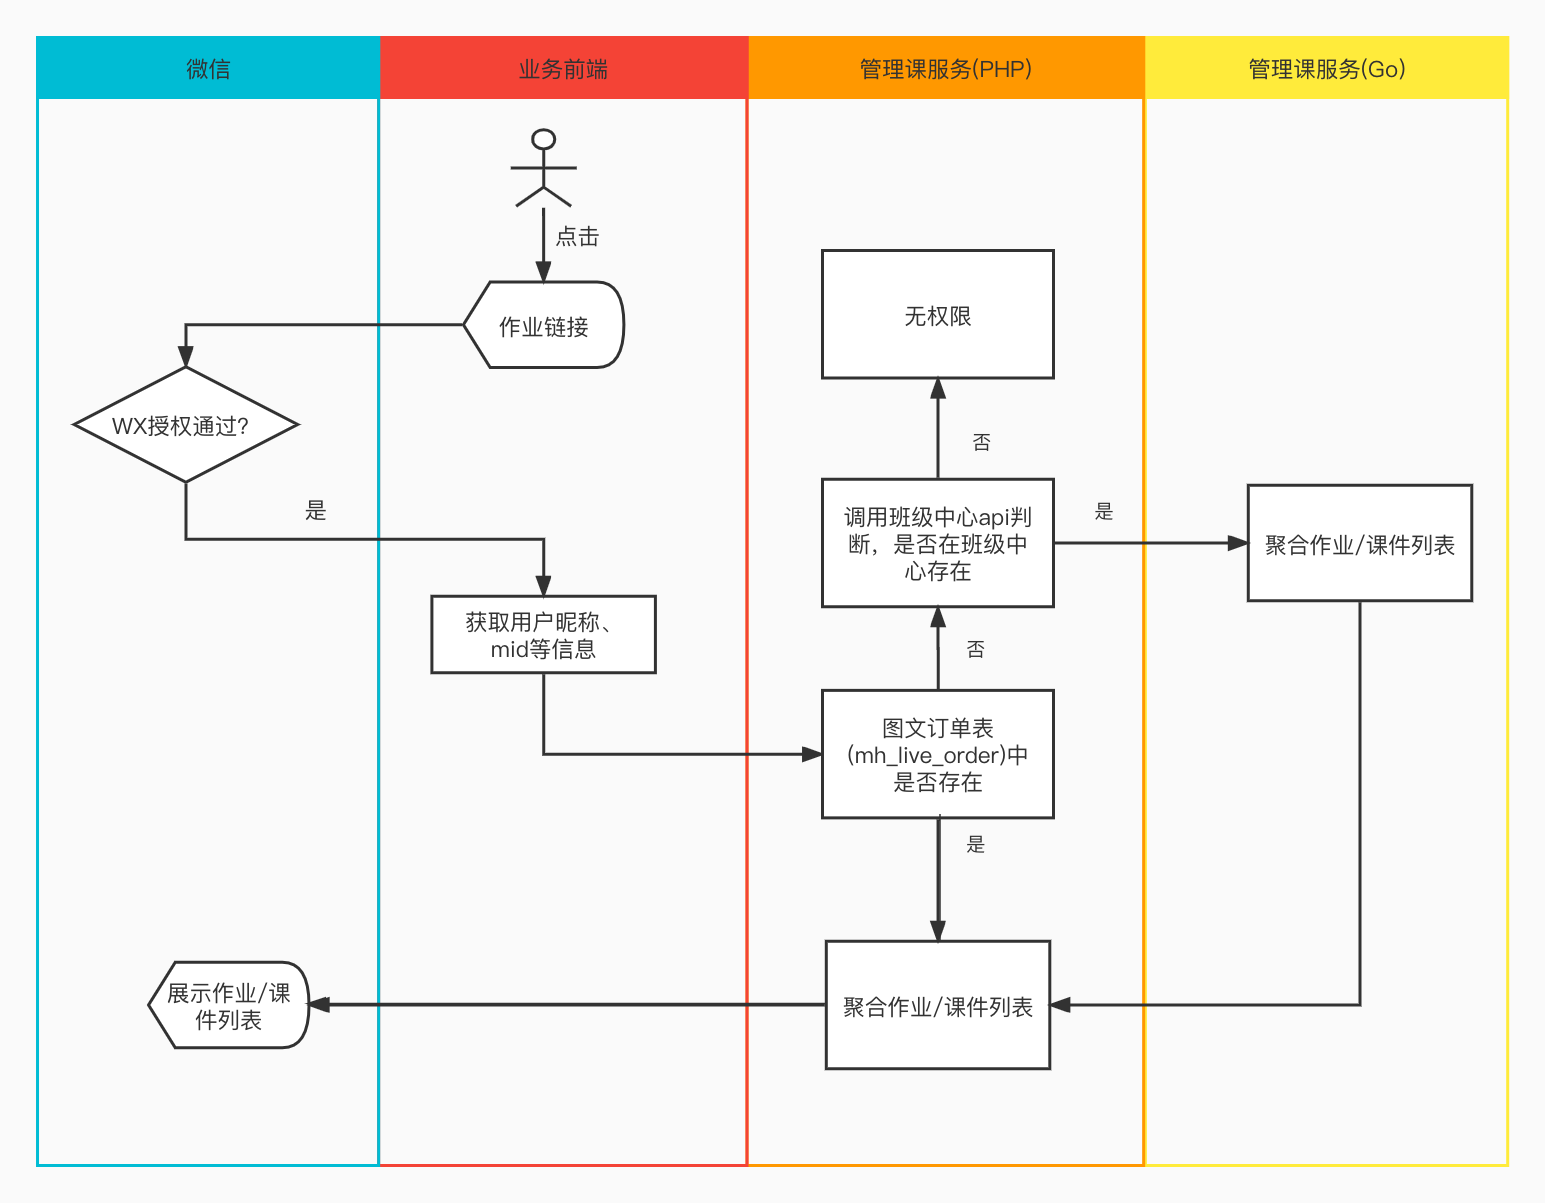 微信
业务前端
管理课服务(PHP)
管理课服务(Go)
点击
作业链接
无权限
WX授权通过?
否
是
调用班级中心api判
断，是否在班级中
心存在
是
聚合作业/课件列表
获取用户昵称、
mid等信息
否
图文订单表
(mh_live_order)中
是否存在
是
展示作业/课
件列表
聚合作业/课件列表